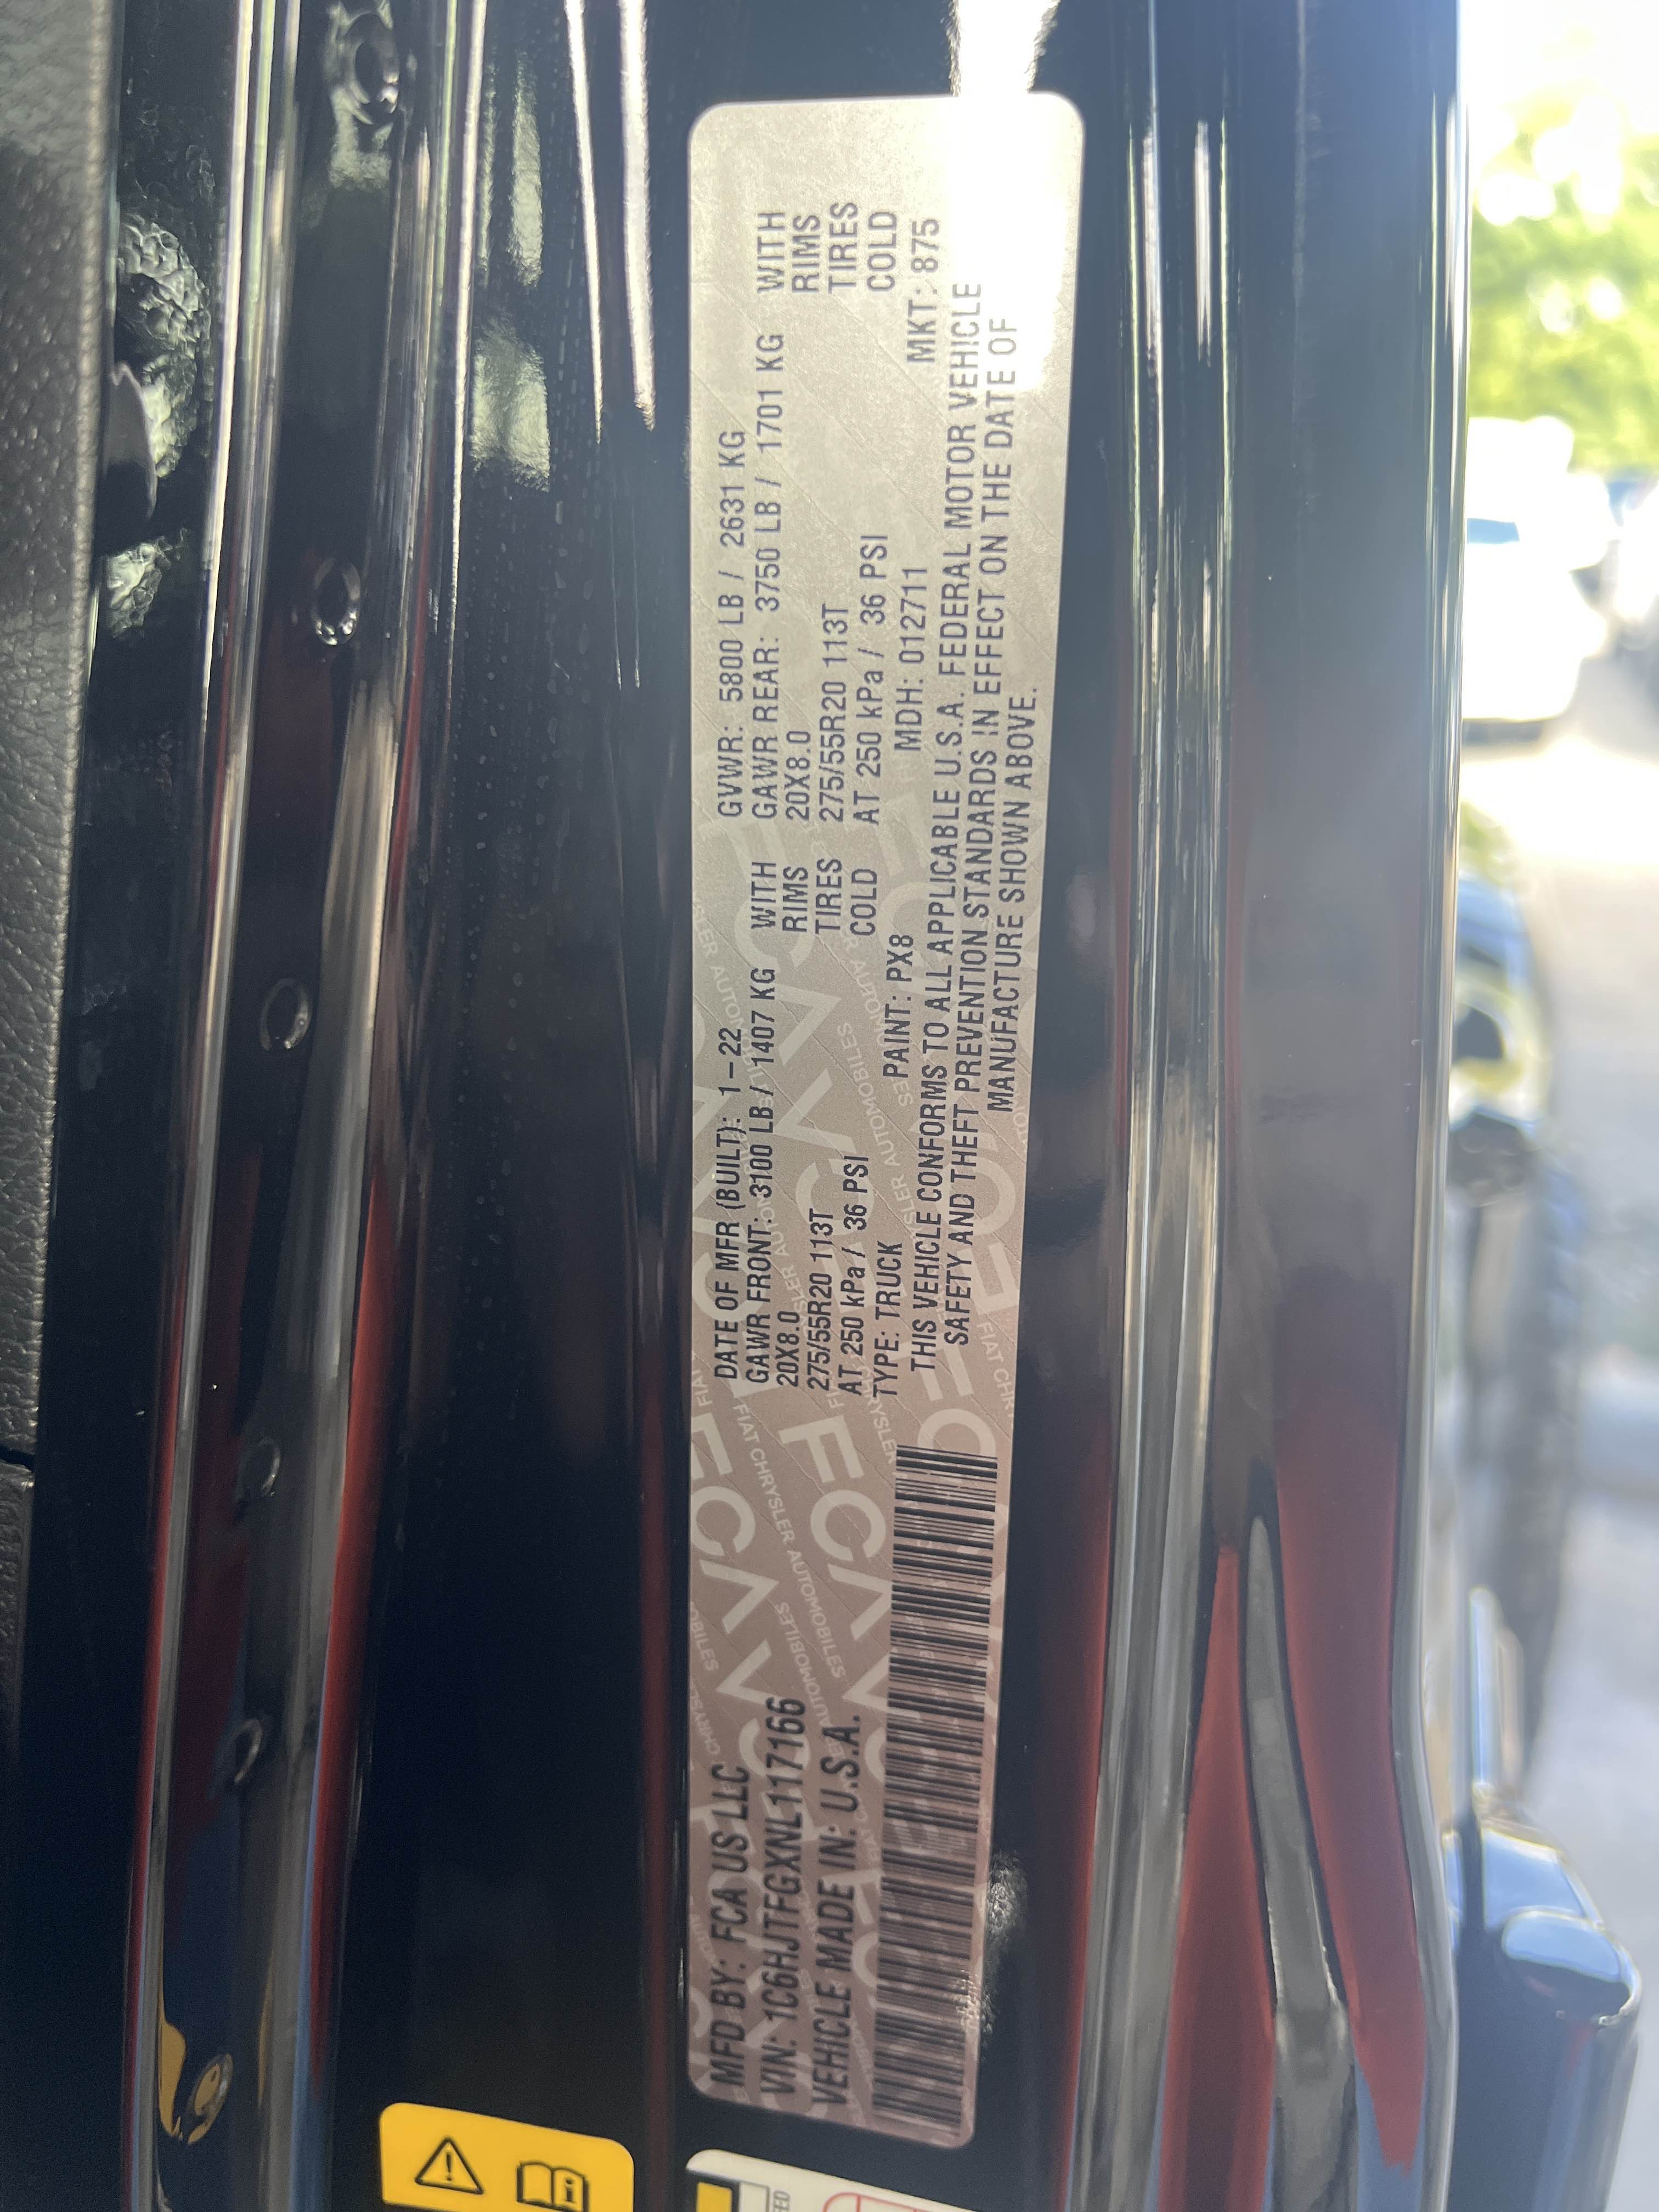 MFD BY: FCA US LLC
VIN: 1C6HJTFGXNL117166
VEHICLE MADE IN: U.S.A.
DATE OF MFR (BUILT): 1-22 GVWR: 5800 LB / 2631 KG
GAWR FRONT: 3100 LB / 1407 KG WITH GAWR REAR: 3750 LB / 1701 KG WITH
20X8.0 RIMS 20X8.0 RIMS
275/55R20 113T TIRES 275/55R20 113T TIRES
AT 250 kPa / 36 PSI COLD AT 250 kPa / 36 PSI COLD
TYPE: TRUCK PAINT: PX8 MDH: 012711 MKT: 875
THIS VEHICLE CONFORMS TO ALL APPLICABLE U.S.A. FEDERAL MOTOR VEHICLE
SAFETY AND THEFT PREVENTION STANDARDS IN EFFECT ON THE DATE OF
MANUFACTURE SHOWN ABOVE.
FCA
FIAT CHRYSLER AUTOMOBILES